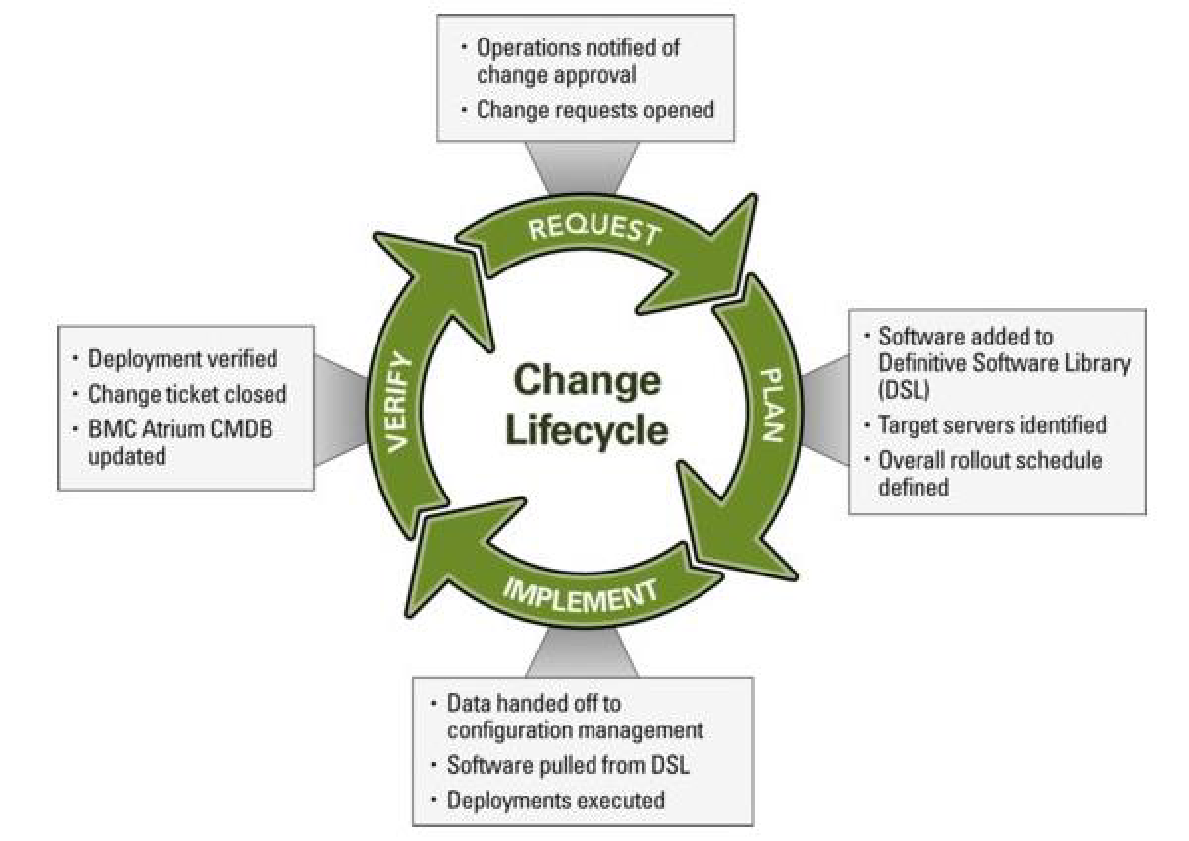 • Operations notified of
change approval
• Change requests opened
REQUEST
Change
Lifecycle
PLAN
• Software added to
Definitive Software Library
(DSL)
• Target servers identified
• Overall rollout schedule
defined
IMPLEMENT
• Data handed off to
configuration management
• Software pulled from DSL
• Deployments executed
VERIFY
• Deployment verified
• Change ticket closed
• BMC Atrium CMDB
updated